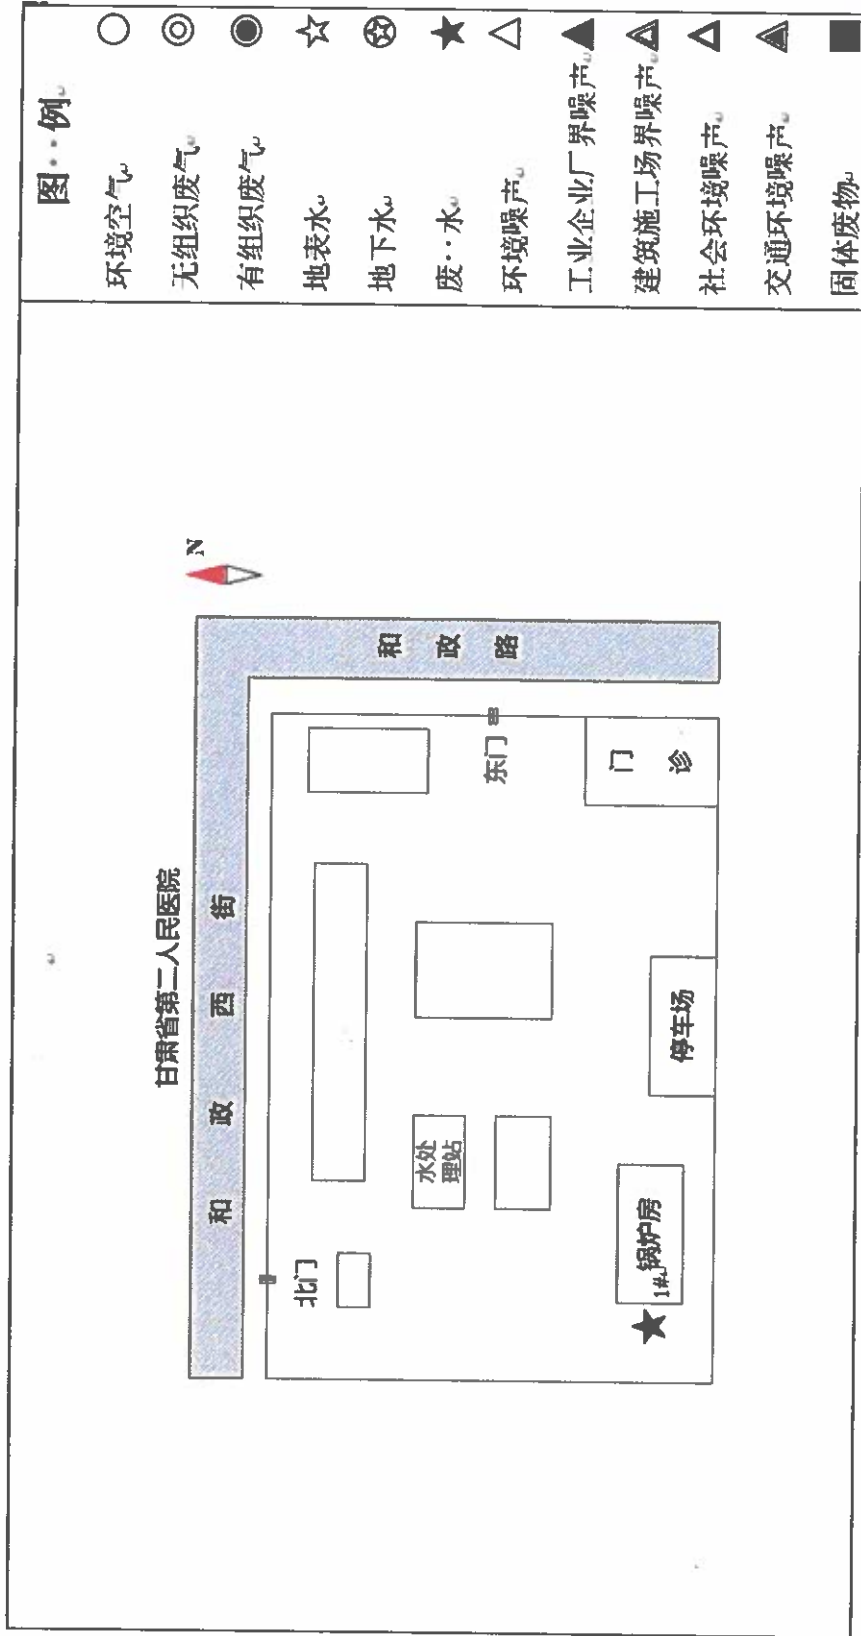 甘肃省第二人民医院
和 政 西 街
N
和
政
路
北门
东门
水处
理站
锅炉房
1#
停车场
门
诊
图··例
环境空气
无组织废气
有组织废气
地表水
地下水
废··水
环境噪声
工业企业厂界噪声
建筑施工场界噪声
社会环境噪声
交通环境噪声
固体废物